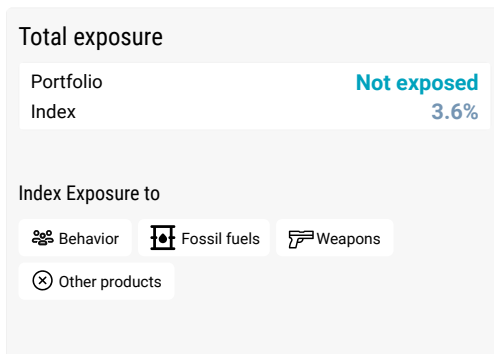 Total exposure
Portfolio Not exposed
Index 3.6%
Index Exposure to
Behavior Fossil fuels Weapons
Other products